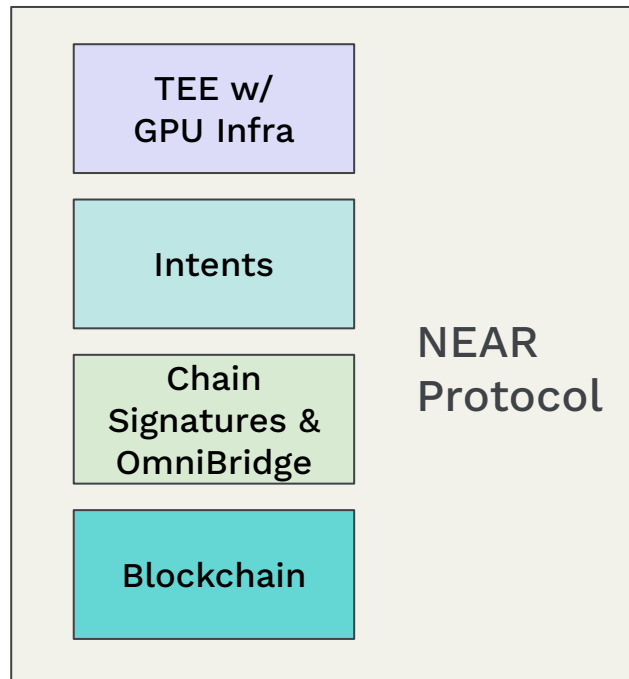 TEE w/
GPU Infra
Intents
Chain
Signatures &
OmniBridge
Blockchain
NEAR
Protocol